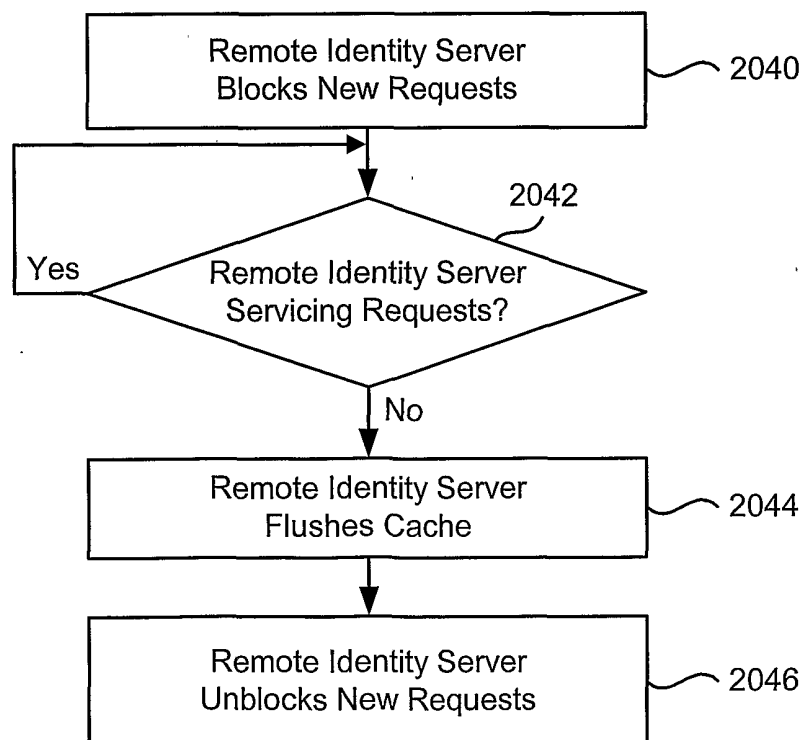 Remote Identity Server
Blocks New Requests
2040
2042
Yes
Remote Identity Server
Servicing Requests?
No
Remote Identity Server
Flushes Cache
2044
Remote Identity Server
Unblocks New Requests
2046